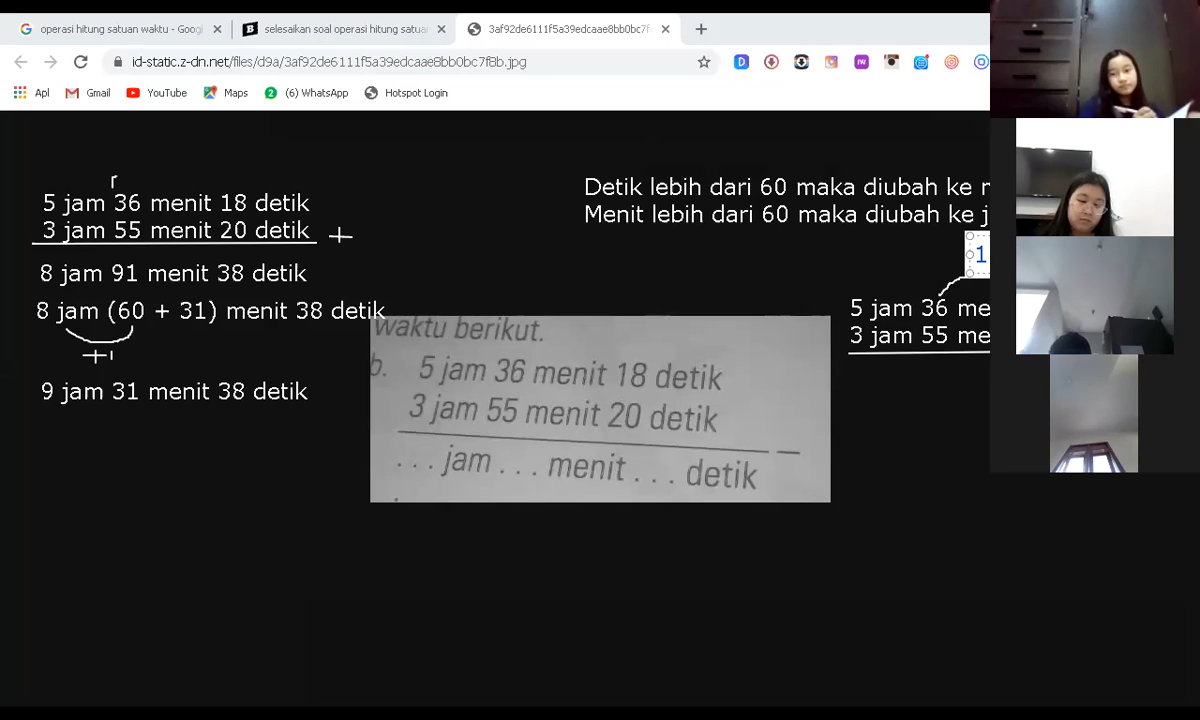 operasi hitung satuan waktu - Googl
selesaikan soal operasi hitung satuan
3af92de6111f5a39edcaae8bb0bc7f
id-static.z-dn.net/files/d9a/3af92de6111f5a39edcaae8bb0bc7f8b.jpg
Apl
Gmail
YouTube
Maps
(6) WhatsApp
Hotspot Login
5 jam 36 menit 18 detik
3 jam 55 menit 20 detik +
8 jam 91 menit 38 detik
8 jam (60 + 31) menit 38 detik
+1
9 jam 31 menit 38 detik
waktu berikut.
b. 5 jam 36 menit 18 detik
3 jam 55 menit 20 detik
—
. . . jam . . . menit . . . detik
Detik lebih dari 60 maka diubah ke
Menit lebih dari 60 maka diubah ke j
1
5 jam 36 me
3 jam 55 me